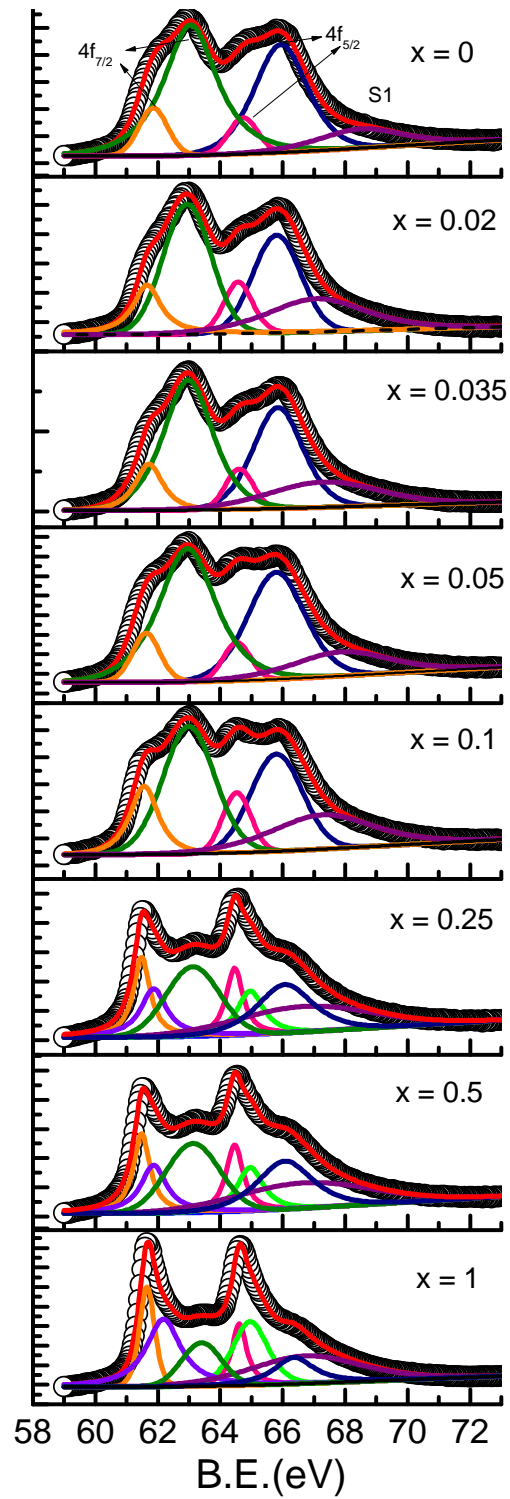 4f7/2
4f5/2
x = 0
S1
x = 0.02
x = 0.035
x = 0.05
x = 0.1
x = 0.25
x = 0.5
x = 1
58 60 62 64 66 68 70 72
B.E.(eV)